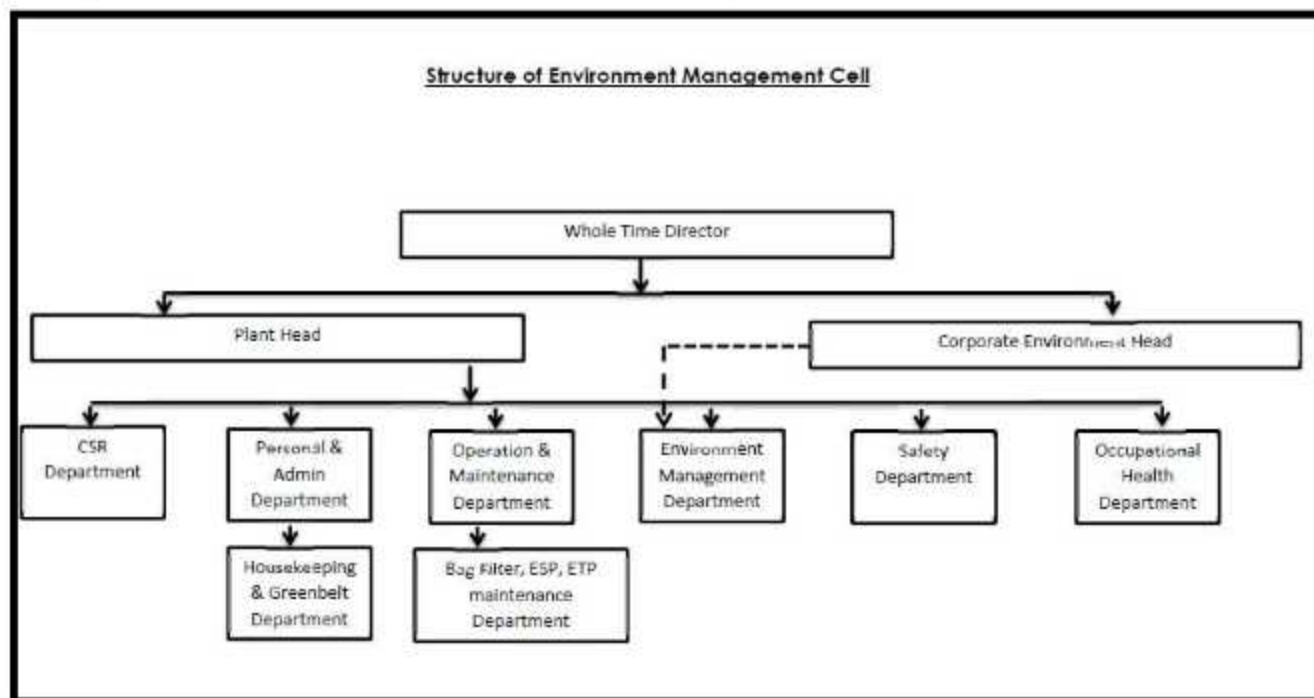 Structure of Environment Management Cell
Whole Time Director
Plant Head
Corporate Environment Head
CSR
Department
Personal &
Admin
Department
Operation &
Maintenance
Department
Environment
Management
Department
Safety
Department
Occupational
Health
Department
Housekeeping
& Greenbelt
Department
Bag Filter, ESP, ETP
maintenance
Department